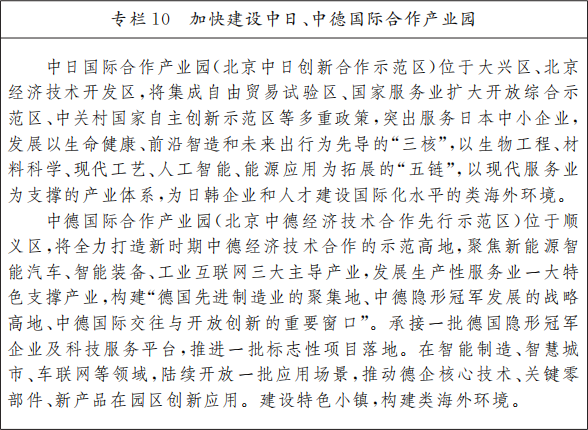 专栏10 加快建设中日、中德国际合作产业园
中日国际合作产业园(北京中日创新合作示范区)位于大兴区、北京
经济技术开发区,将集成自由贸易试验区、国家服务业扩大开放综合示
范区、中关村国家自主创新示范区等多重政策,突出服务日本中小企业,
发展以生命健康、前沿智造和未来出行为先导的“三核”,以生物工程、材
料科学、现代工艺、人工智能、能源应用为拓展的“五链”,以现代服务业
为支撑的产业体系,为日韩企业和人才建设国际化水平的类海外环境。
中德国际合作产业园(北京中德经济技术合作先行示范区)位于顺
义区,将全力打造新时期中德经济技术合作的示范高地,聚焦新能源智
能汽车、智能装备、工业互联网三大主导产业,发展生产性服务业一大特
色支撑产业,构建“德国先进制造业的聚集地、中德隐形冠军发展的战略
高地、中德国际交往与开放创新的重要窗口”。承接一批德国隐形冠军
企业及科技服务平台,推进一批标志性项目落地。在智能制造、智慧城
市、车联网等领域,陆续开放一批应用场景,推动德企核心技术、关键零
部件、新产品在园区创新应用。建设特色小镇,构建类海外环境。